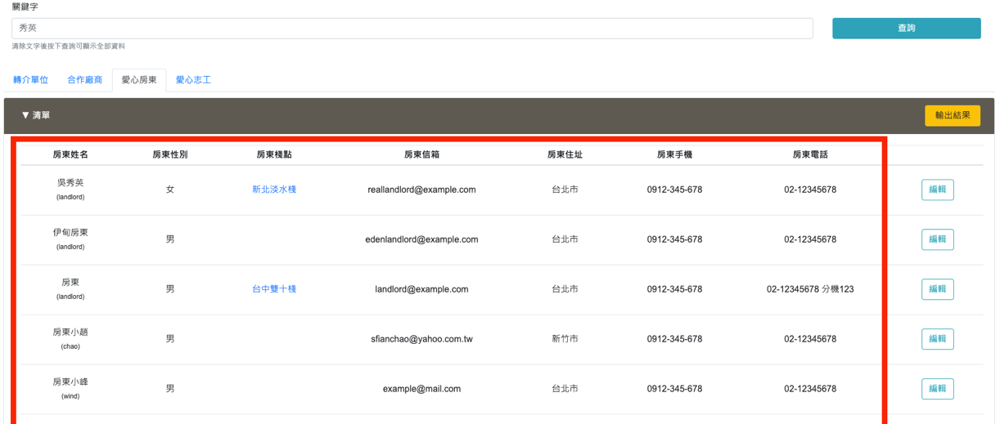 關鍵字
秀英
查詢
清除文字後按下查詢可顯示全部資料
轉介單位 合作廠商 愛心房東 愛心志工
▼ 清單
輸出結果
房東姓名 房東性別 房東棧點 房東信箱 房東住址 房東手機 房東電話
吳秀英
(landlord)
女 新北淡水棧 reallandlord@example.com 台北市 0912-345-678 02-12345678 編輯
伊甸房東
(landlord)
男 edenlandlord@example.com 台北市 0912-345-678 02-12345678 編輯
房東
(landlord)
男 台中雙十棧 landlord@example.com 台北市 0912-345-678 02-12345678 分機123 編輯
房東小趙
(chao)
男 sfianchao@yahoo.com.tw 新竹市 0912-345-678 02-12345678 編輯
房東小峰
(wind)
男 example@mail.com 台北市 0912-345-678 02-12345678 編輯